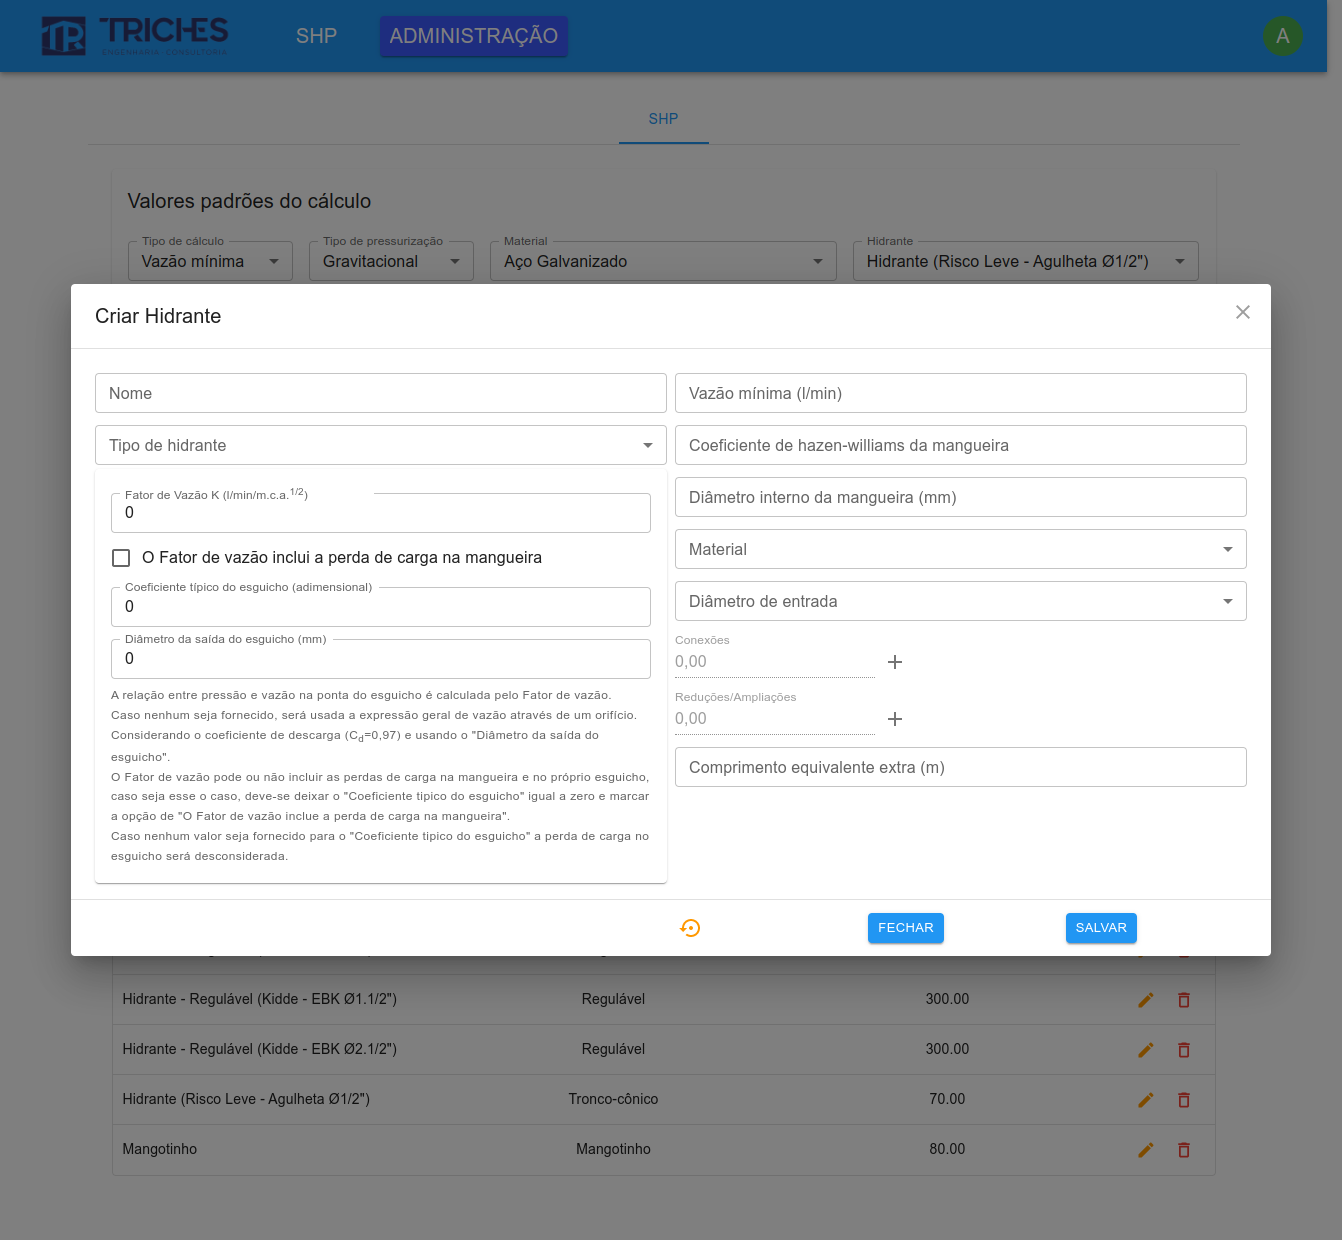 TRICHES
ENGENHARIA CONSULTORIA
SHP
ADMINISTRAÇÃO
A
SHP
Valores padrões do cálculo
Tipo de cálculo
Vazão mínima
Tipo de pressurização
Gravitacional
Material
Aço Galvanizado
Hidrante
Hidrante (Risco Leve - Agulheta Ø1/2")
Criar Hidrante
Nome
Tipo de hidrante
Fator de Vazão K (l/min/m.c.a.1/2)
0
O Fator de vazão inclui a perda de carga na mangueira
Coeficiente típico do esguicho (adimensional)
0
Diâmetro da saída do esguicho (mm)
0
A relação entre pressão e vazão na ponta do esguicho é calculada pelo Fator de vazão.
Caso nenhum seja fornecido, será usada a expressão geral de vazão através de um orifício.
Considerando o coeficiente de descarga (Cd=0,97) e usando o "Diâmetro da saída do
esguicho".
O Fator de vazão pode ou não incluir as perdas de carga na mangueira e no próprio esguicho,
caso seja esse o caso, deve-se deixar o "Coeficiente tipico do esguicho" igual a zero e marcar
a opção de "O Fator de vazão inclue a perda de carga na mangueira".
Caso nenhum valor seja fornecido para o "Coeficiente tipico do esguicho" a perda de carga no
esguicho será desconsiderada.
Vazão mínima (l/min)
Coeficiente de hazen-williams da mangueira
Diâmetro interno da mangueira (mm)
Material
Diâmetro de entrada
Conexões
0,00
Reduções/Ampliações
0,00
Comprimento equivalente extra (m)
FECHAR
SALVAR
Hidrante - Regulável (Kidde - EBK Ø1.1/2") Regulável 300.00
Hidrante - Regulável (Kidde - EBK Ø2.1/2") Regulável 300.00
Hidrante (Risco Leve - Agulheta Ø1/2") Tronco-cônico 70.00
Mangotinho Mangotinho 80.00